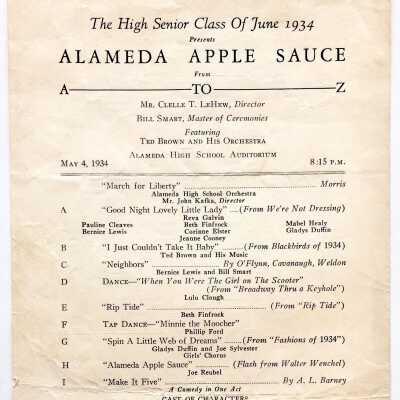 The High Senior Class Of June 1934
Presents
ALAMEDA APPLE SAUCE
From
A—TO—Z
Mr. Clelle T. LeHew, Director
Bill Smart, Master of Ceremonies
Featuring
Ted Brown and His Orchestra
Alameda High School Auditorium
May 4, 1934 8:15 p.m.
"March for Liberty" Morris
Alameda High School Orchestra
Mr. John Kafka, Director
A "Good Night Lovely Little Lady" (From We're Not Dressing)
Reva Galvin
Pauline Cleaves Beth Finfrock Mabel Healy
Bernice Lewis Corinne Elster Gladys Duffin
Jeanne Cooney
B "I Just Couldn't Take It Baby" (From Blackbirds of 1934)
Ted Brown and His Music
C "Neighbors" By O'Flynn, Cavanaugh, Weldon
Bernice Lewis and Bill Smart
D Dance—"When You Were The Girl on The Scooter"
(From "Broadway Thru a Keyhole")
Lulu Clough
E "Rip Tide" (From "Rip Tide")
Beth Finfrock
F Tap Dance—"Minnie the Moocher"
Phillip Ford
G "Spin A Little Web of Dreams" (From "Fashions of 1934")
Gladys Duffin and Joe Sylvester
Girls' Chorus
H "Alameda Apple Sauce" (Flash from Walter Wenchel)
Joe Reubel
I "Make It Five" By A. L. Barney
A Comedy in One Act
CAST OF CHARACTERS